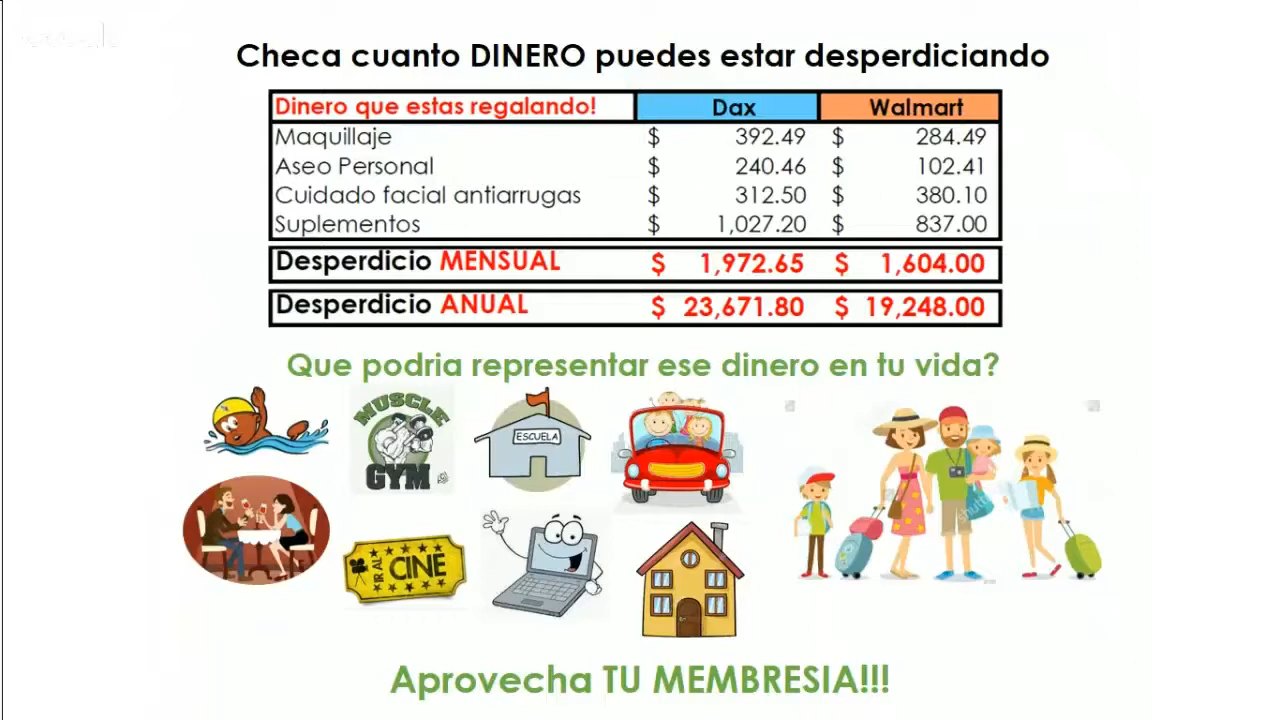 Checa cuanto DINERO puedes estar desperdiciando
Dinero que estas regalando! Dax Walmart
Maquillaje $ 392.49 $ 284.49
Aseo Personal $ 240.46 $ 102.41
Cuidado facial antiarrugas $ 312.50 $ 380.10
Suplementos $ 1,027.20 $ 837.00
Desperdicio MENSUAL $ 1,972.65 $ 1,604.00
Desperdicio ANUAL $ 23,671.80 $ 19,248.00
Que podria representar ese dinero en tu vida?
MUSCLE
GYM
ESCUELA
IR AL CINE
Aprovecha TU MEMBRESIA!!!